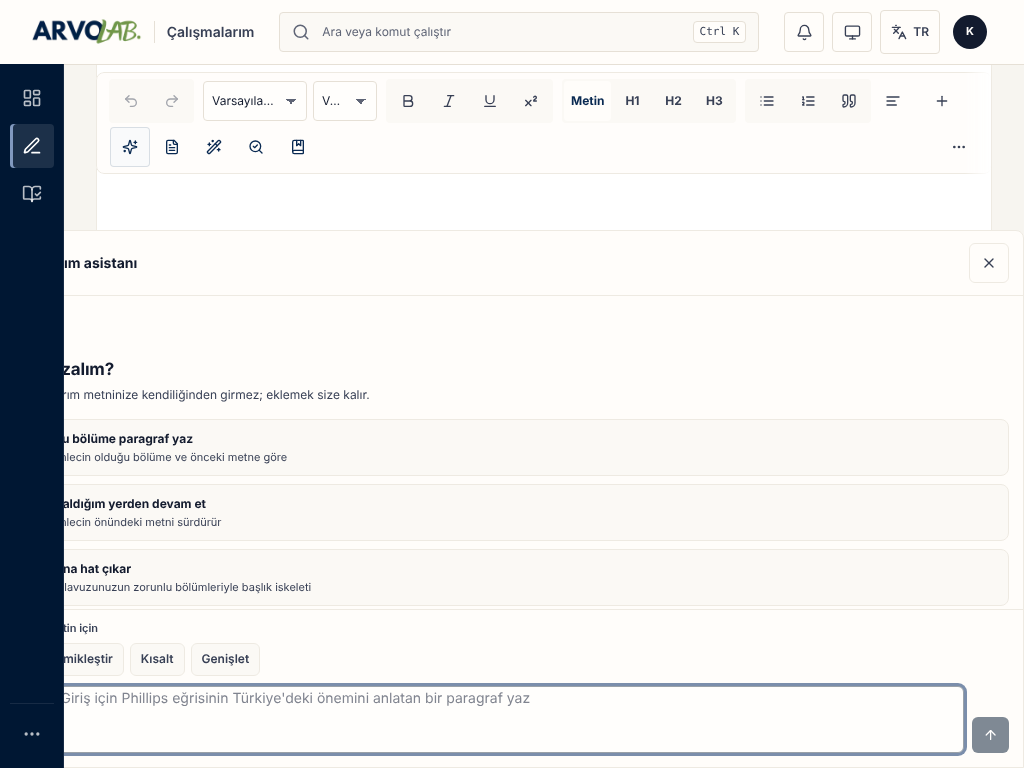 ARVOLAB.
Çalışmalarım
Ara veya komut çalıştır
Ctrl K
TR
K
Varsayıla...
V...
B
I
U
x²
Metin
H1
H2
H3
ım asistanı
zalım?
rım metninize kendiliğinden girmez; eklemek size kalır.
u bölüme paragraf yaz
nlecin olduğu bölüme ve önceki metne göre
aldığım yerden devam et
nlecin önündeki metni sürdürür
na hat çıkar
lavuzunuzun zorunlu bölümleriyle başlık iskeleti
tin için
mikleştir
Kısalt
Genişlet
Giriş için Phillips eğrisinin Türkiye'deki önemini anlatan bir paragraf yaz